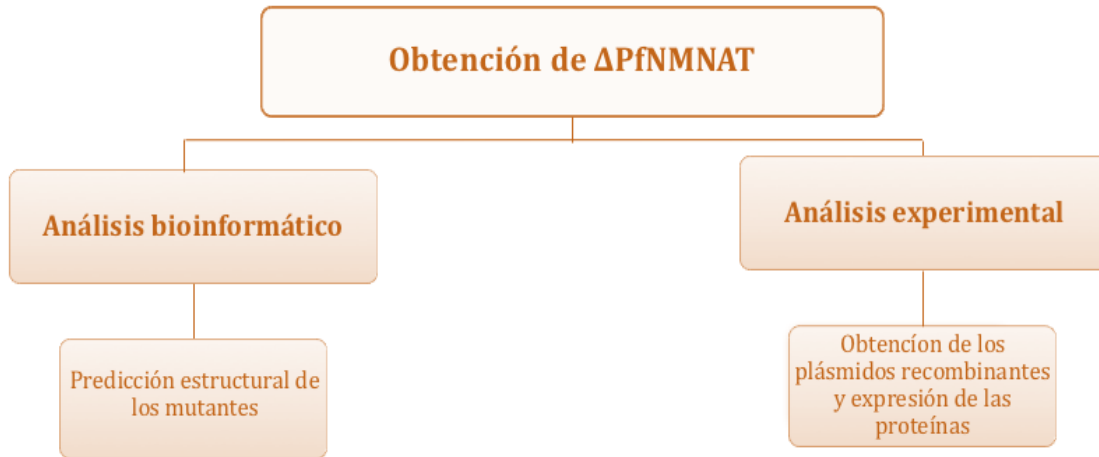 Obtención de ΔPfNMNAT
Análisis bioinformático
Análisis experimental
Predicción estructural de
los mutantes
Obtencíon de los
plásmidos recombinantes
y expresión de las
proteínas